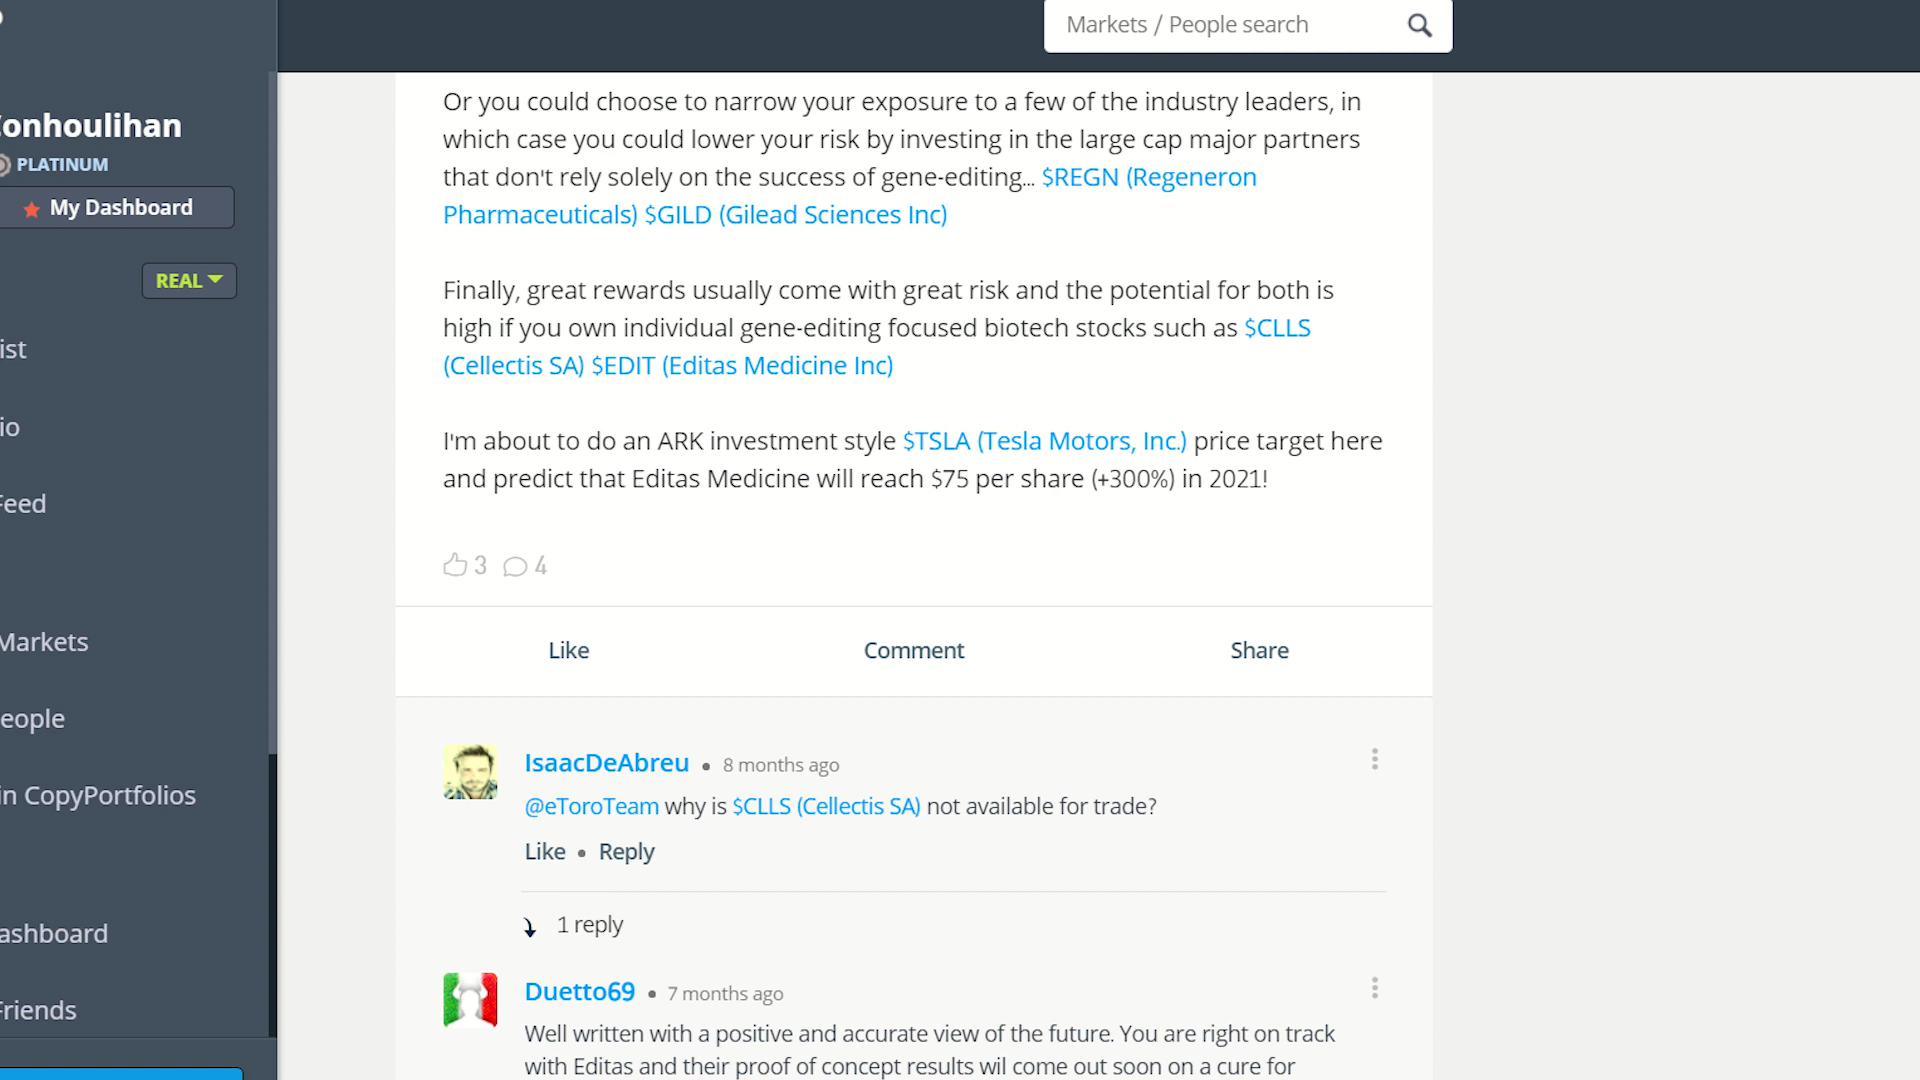 Markets / People search
onhoulihan
PLATINUM
My Dashboard
REAL
ist
io
Feed
Markets
eople
in CopyPortfolios
ashboard
Friends
Or you could choose to narrow your exposure to a few of the industry leaders, in
which case you could lower your risk by investing in the large cap major partners
that don't rely solely on the success of gene-editing... $REGN (Regeneron
Pharmaceuticals) $GILD (Gilead Sciences Inc)
Finally, great rewards usually come with great risk and the potential for both is
high if you own individual gene-editing focused biotech stocks such as $CLLS
(Cellectis SA) $EDIT (Editas Medicine Inc)
I'm about to do an ARK investment style $TSLA (Tesla Motors, Inc.) price target here
and predict that Editas Medicine will reach $75 per share (+300%) in 2021!
3 4
Like Comment Share
IsaacDeAbreu • 8 months ago
@eToroTeam why is $CLLS (Cellectis SA) not available for trade?
Like • Reply
1 reply
Duetto69 • 7 months ago
Well written with a positive and accurate view of the future. You are right on track
with Editas and their proof of concept results wil come out soon on a cure for